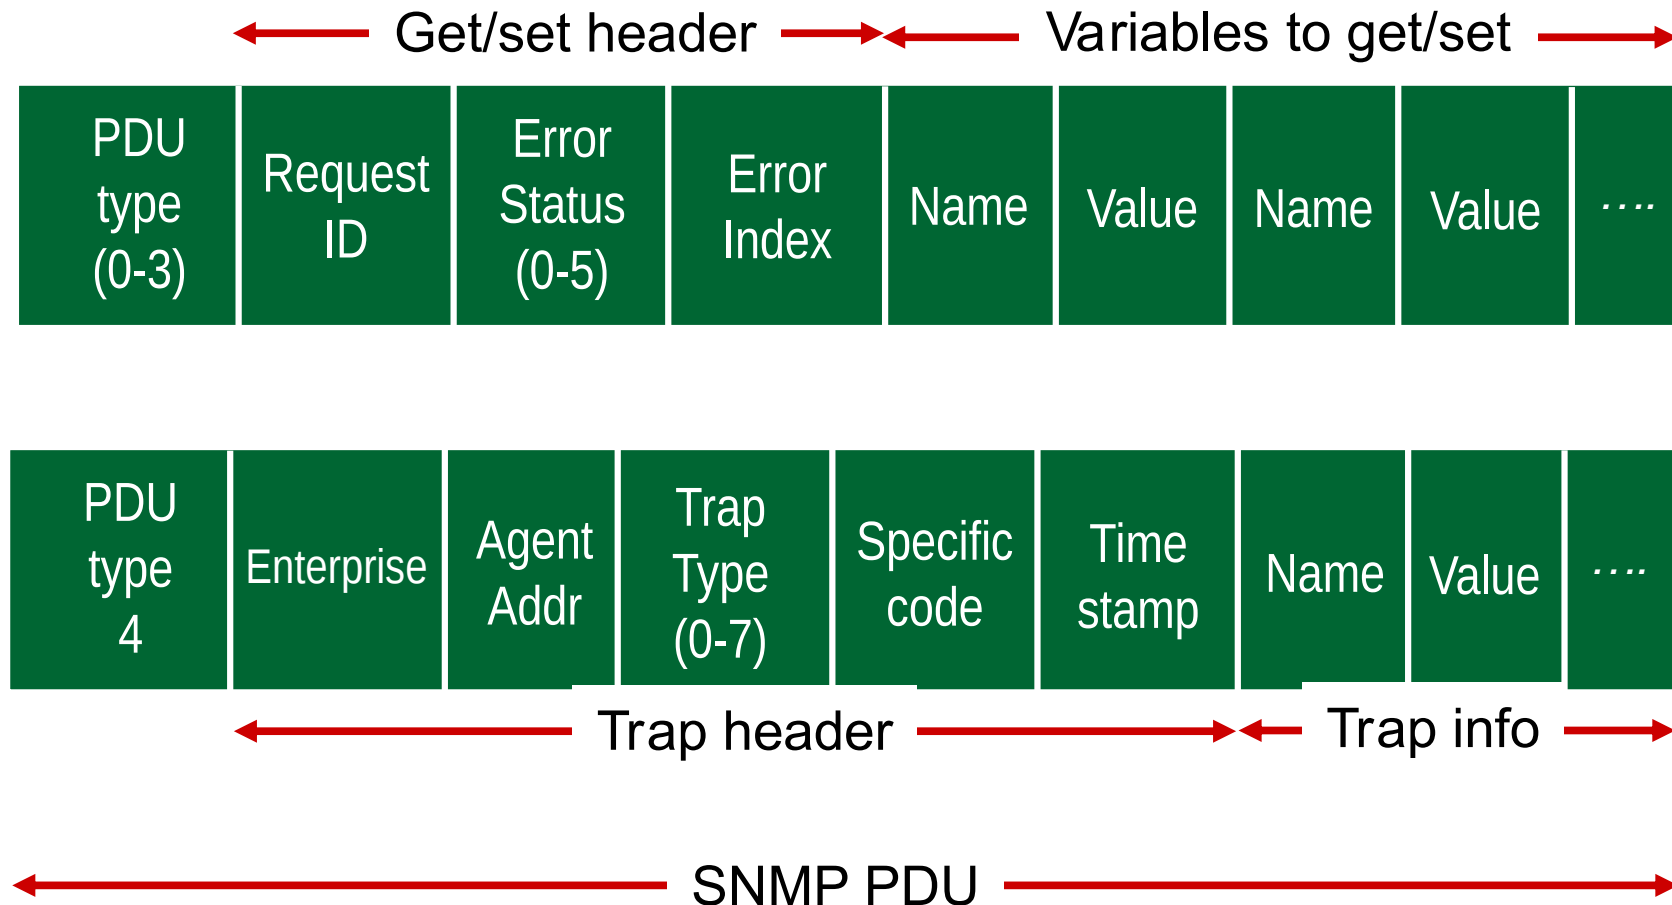 Get/set header
Variables to get/set
PDU
type
(0-3)
Request
ID
Error
Status
(0-5)
Error
Index
Name
Value
Name
Value
....
PDU
type
4
Enterprise
Agent
Addr
Trap
Type
(0-7)
Specific
code
Time
stamp
Name
Value
....
Trap header
Trap info
SNMP PDU